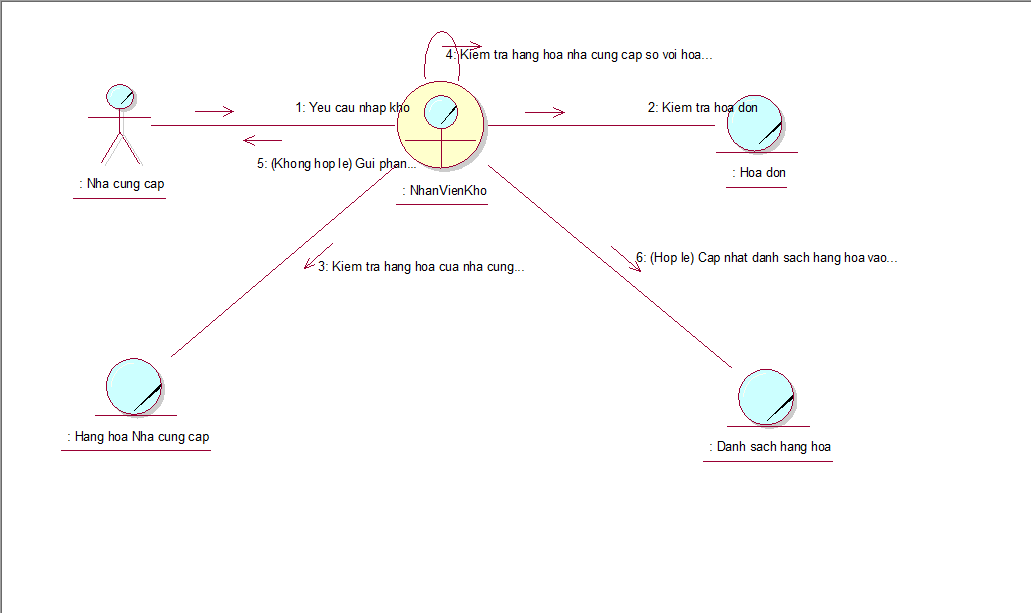 4: Kiem tra hang hoa nha cung cap so voi hoa...
1: Yeu cau nhap kho
2: Kiem tra hoa don
5: (Khong hop le) Gui phan...
: Nha cung cap
: NhanVienKho
: Hoa don
3: Kiem tra hang hoa cua nha cung...
6: (Hop le) Cap nhat danh sach hang hoa vao...
: Hang hoa Nha cung cap
: Danh sach hang hoa